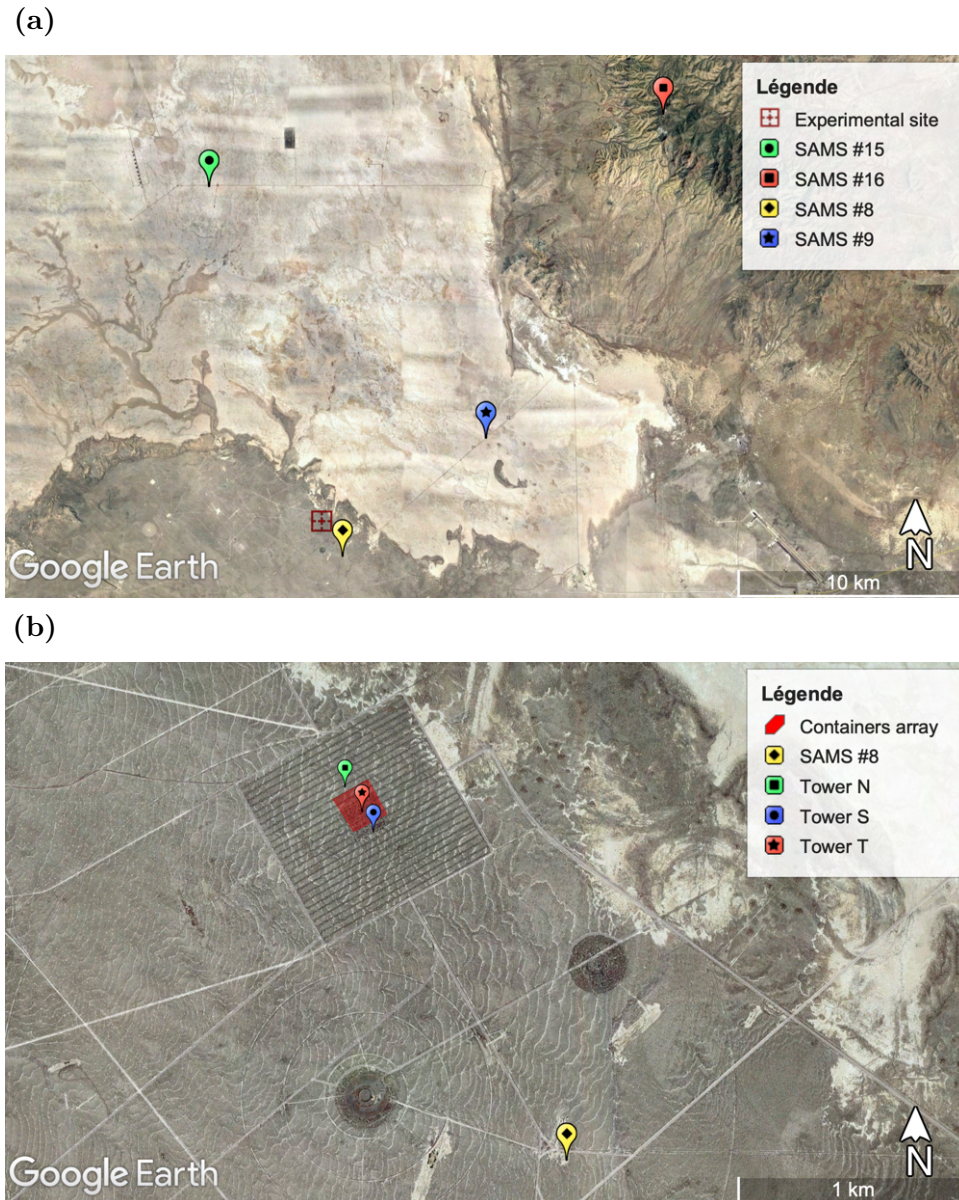 (a)
Légende
Experimental site
SAMS #15
SAMS #16
SAMS #8
SAMS #9
N
Google Earth
10 km
(b)
Légende
Containers array
SAMS #8
Tower N
Tower S
Tower T
N
Google Earth
1 km